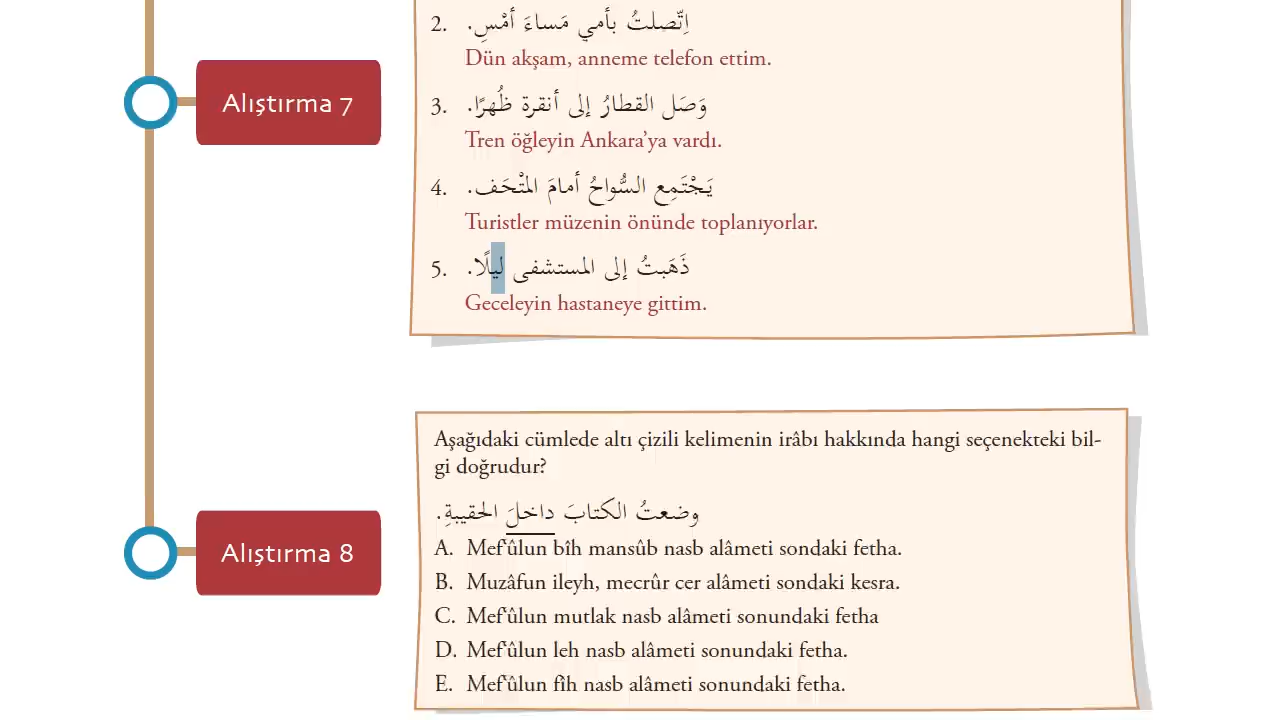 2. اِتّصلتُ بأمي مَساءَ أمْسِ.
Dün akşam, anneme telefon ettim.
Alıştırma 7
3. وَصَل القطارُ إلى أنقرة ظُهرًا.
Tren öğleyin Ankara’ya vardı.
4. يَجْتَمِع السُّواحُ أمامَ المتْحَف.
Turistler müzenin önünde toplanıyorlar.
5. ذَهَبتُ إلى المستشفى ليلًا.
Geceleyin hastaneye gittim.
Aşağıdaki cümlede altı çizili kelimenin irâbı hakkında hangi seçenekteki bil-
gi doğrudur?
وضعتُ الكتابَ داخلَ الحقيبةِ.
Alıştırma 8
A. Mef‘ûlun bîh mansûb nasb alâmeti sondaki fetha.
B. Muzâfun ileyh, mecrûr cer alâmeti sondaki kesra.
C. Mef‘ûlun mutlak nasb alâmeti sonundaki fetha
D. Mef‘ûlun leh nasb alâmeti sonundaki fetha.
E. Mef‘ûlun fîh nasb alâmeti sonundaki fetha.